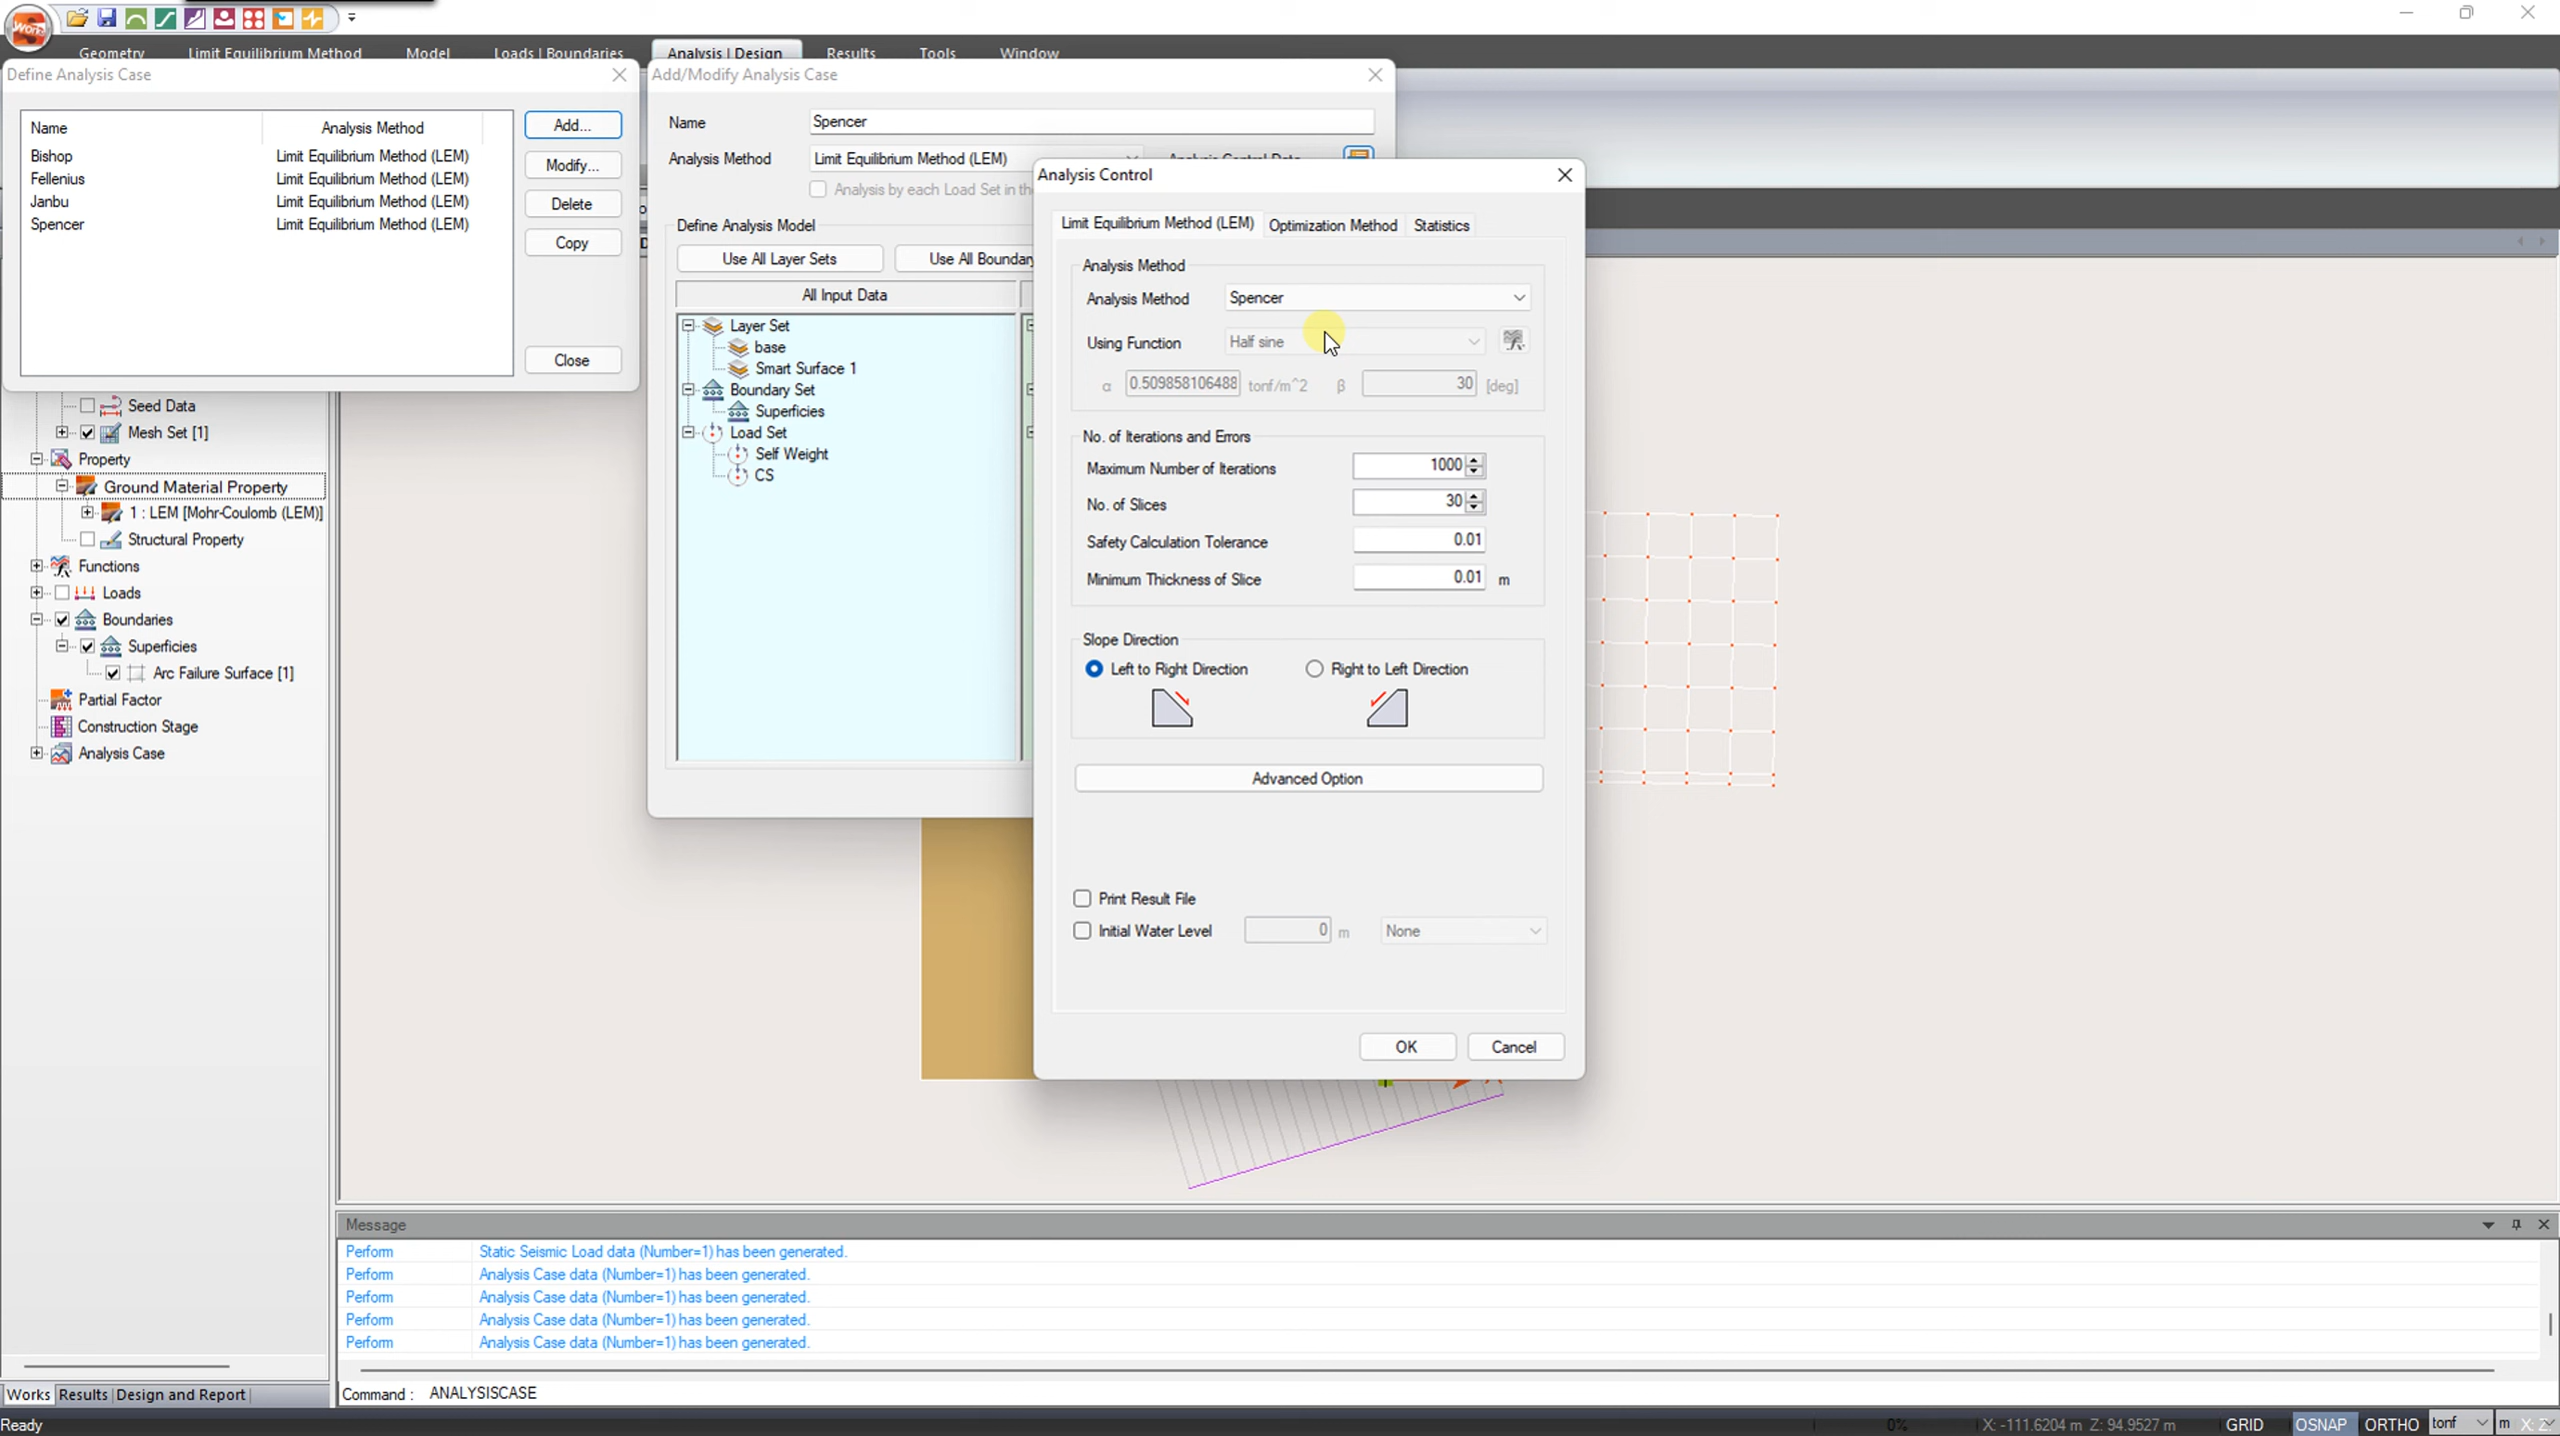 Works
Geometry
Limit Equilibrium Method
Model
Loads | Boundaries
Analysis | Design
Results
Tools
Window
Define Analysis Case
Name Analysis Method
Bishop Limit Equilibrium Method (LEM)
Fellenius Limit Equilibrium Method (LEM)
Janbu Limit Equilibrium Method (LEM)
Spencer Limit Equilibrium Method (LEM)
Add...
Modify...
Delete
Copy
Close
Add/Modify Analysis Case
Name Spencer
Analysis Method Limit Equilibrium Method (LEM) Analysis Control Data
Analysis by each Load Set in the
Define Analysis Model
Use All Layer Sets
Use All Boundary
All Input Data
Layer Set
base
Smart Surface 1
Boundary Set
Superficies
Load Set
Self Weight
CS
Analysis Control
Limit Equilibrium Method (LEM) Optimization Method Statistics
Analysis Method
Analysis Method Spencer
Using Function Half sine
α 0.509858106488 tonf/m^2 β 30 [deg]
No. of Iterations and Errors
Maximum Number of Iterations 1000
No. of Slices 30
Safety Calculation Tolerance 0.01
Minimum Thickness of Slice 0.01 m
Slope Direction
Left to Right Direction Right to Left Direction
Advanced Option
Print Result File
Initial Water Level 0 m None
OK Cancel
Seed Data
Mesh Set [1]
Property
Ground Material Property
1 : LEM [Mohr-Coulomb (LEM)]
Structural Property
Functions
Loads
Boundaries
Superficies
Arc Failure Surface [1]
Partial Factor
Construction Stage
Analysis Case
Works Results Design and Report
Message
Perform Static Seismic Load data (Number=1) has been generated.
Perform Analysis Case data (Number=1) has been generated.
Perform Analysis Case data (Number=1) has been generated.
Perform Analysis Case data (Number=1) has been generated.
Perform Analysis Case data (Number=1) has been generated.
Command : ANALYSISCASE
Ready
0% X: -111.6204 m Z: 94.9527 m GRID OSNAP ORTHO tonf m